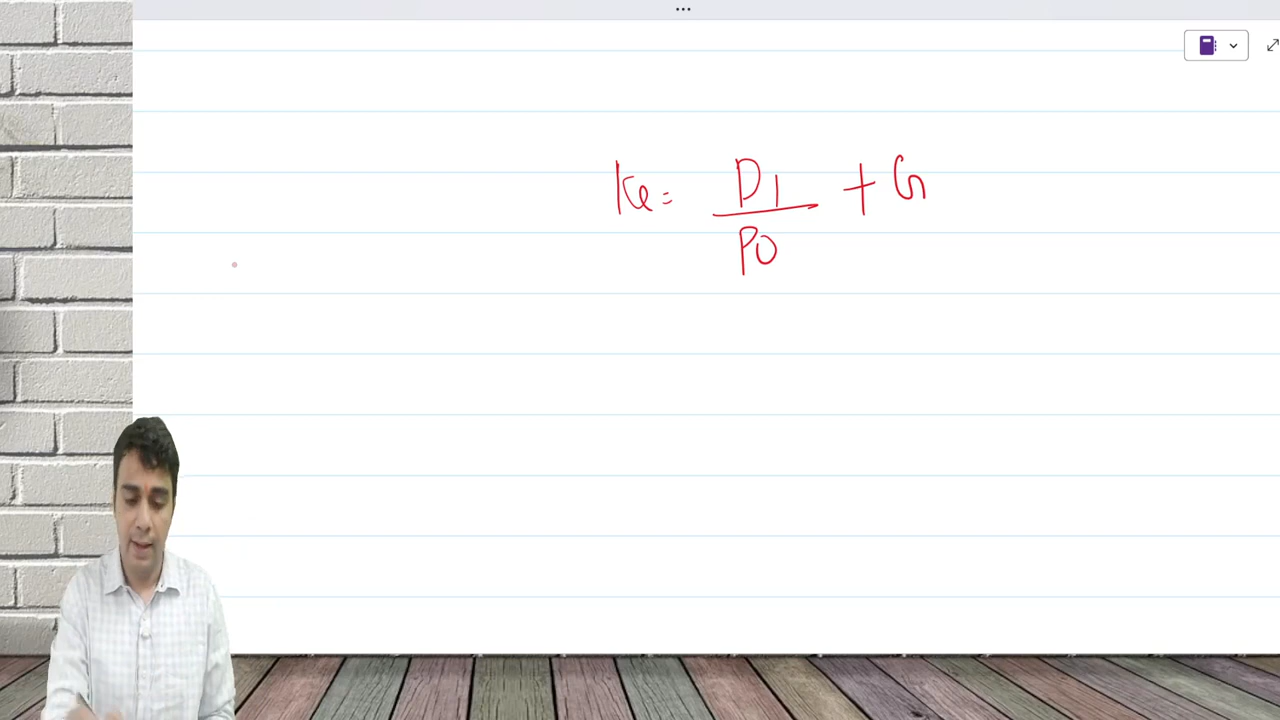 Ke = D1 / P0 + G